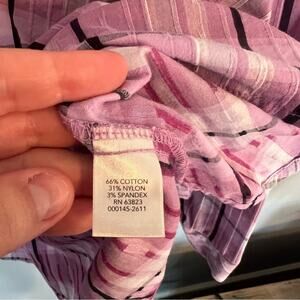 66% COTTON
31% NYLON
3% SPANDEX
RN 63823
000145-2611